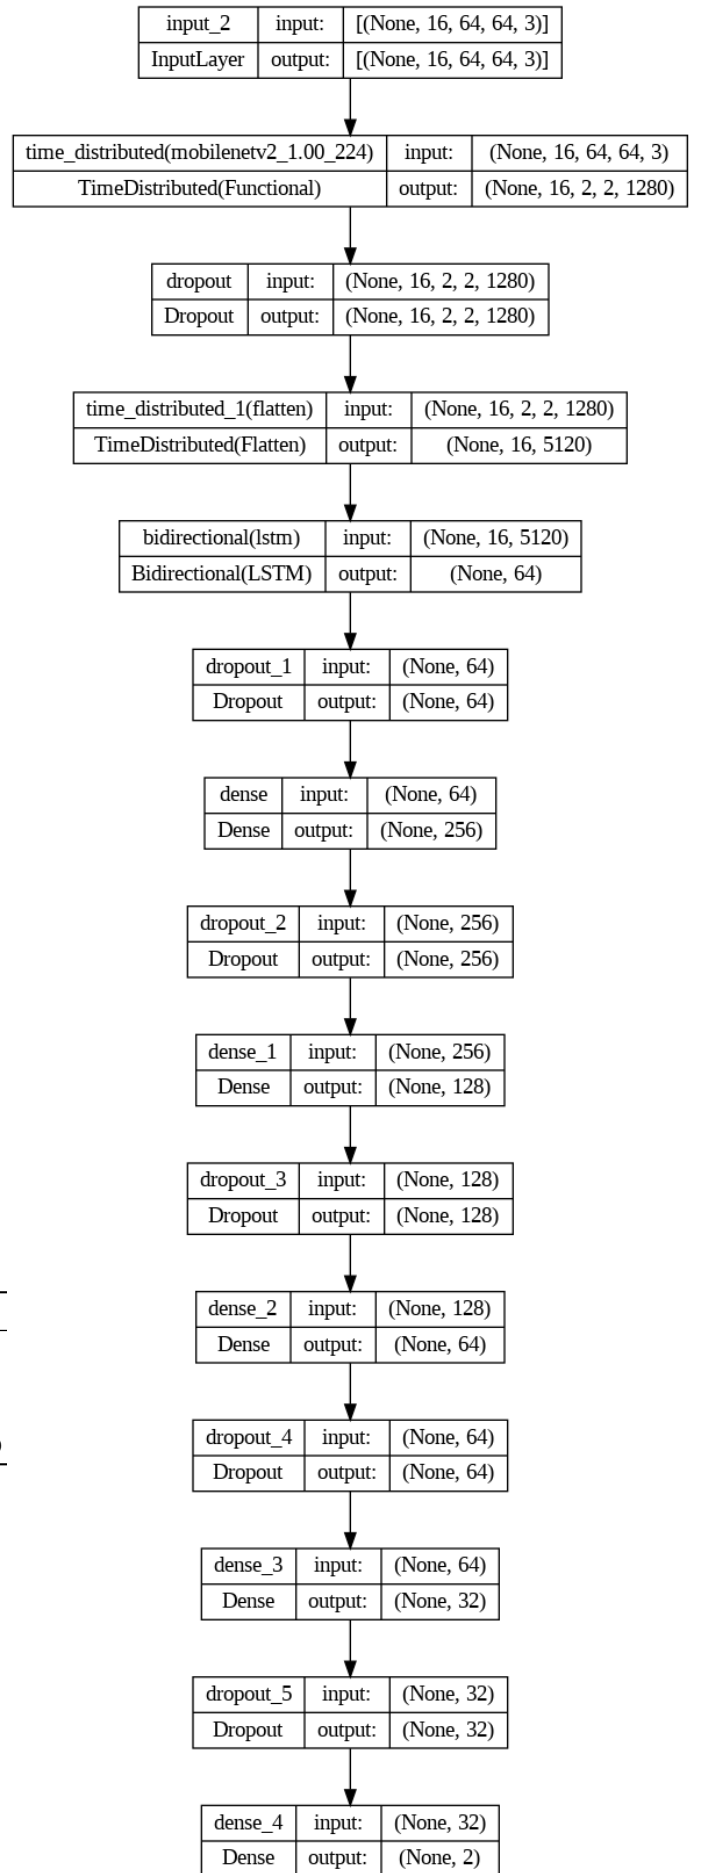 input_2 input: [(None, 16, 64, 64, 3)]
InputLayer output: [(None, 16, 64, 64, 3)]
time_distributed(mobilenetv2_1.00_224) input: (None, 16, 64, 64, 3)
TimeDistributed(Functional) output: (None, 16, 2, 2, 1280)
dropout input: (None, 16, 2, 2, 1280)
Dropout output: (None, 16, 2, 2, 1280)
time_distributed_1(flatten) input: (None, 16, 2, 2, 1280)
TimeDistributed(Flatten) output: (None, 16, 5120)
bidirectional(lstm) input: (None, 16, 5120)
Bidirectional(LSTM) output: (None, 64)
dropout_1 input: (None, 64)
Dropout output: (None, 64)
dense input: (None, 64)
Dense output: (None, 256)
dropout_2 input: (None, 256)
Dropout output: (None, 256)
dense_1 input: (None, 256)
Dense output: (None, 128)
dropout_3 input: (None, 128)
Dropout output: (None, 128)
dense_2 input: (None, 128)
Dense output: (None, 64)
dropout_4 input: (None, 64)
Dropout output: (None, 64)
dense_3 input: (None, 64)
Dense output: (None, 32)
dropout_5 input: (None, 32)
Dropout output: (None, 32)
dense_4 input: (None, 32)
Dense output: (None, 2)